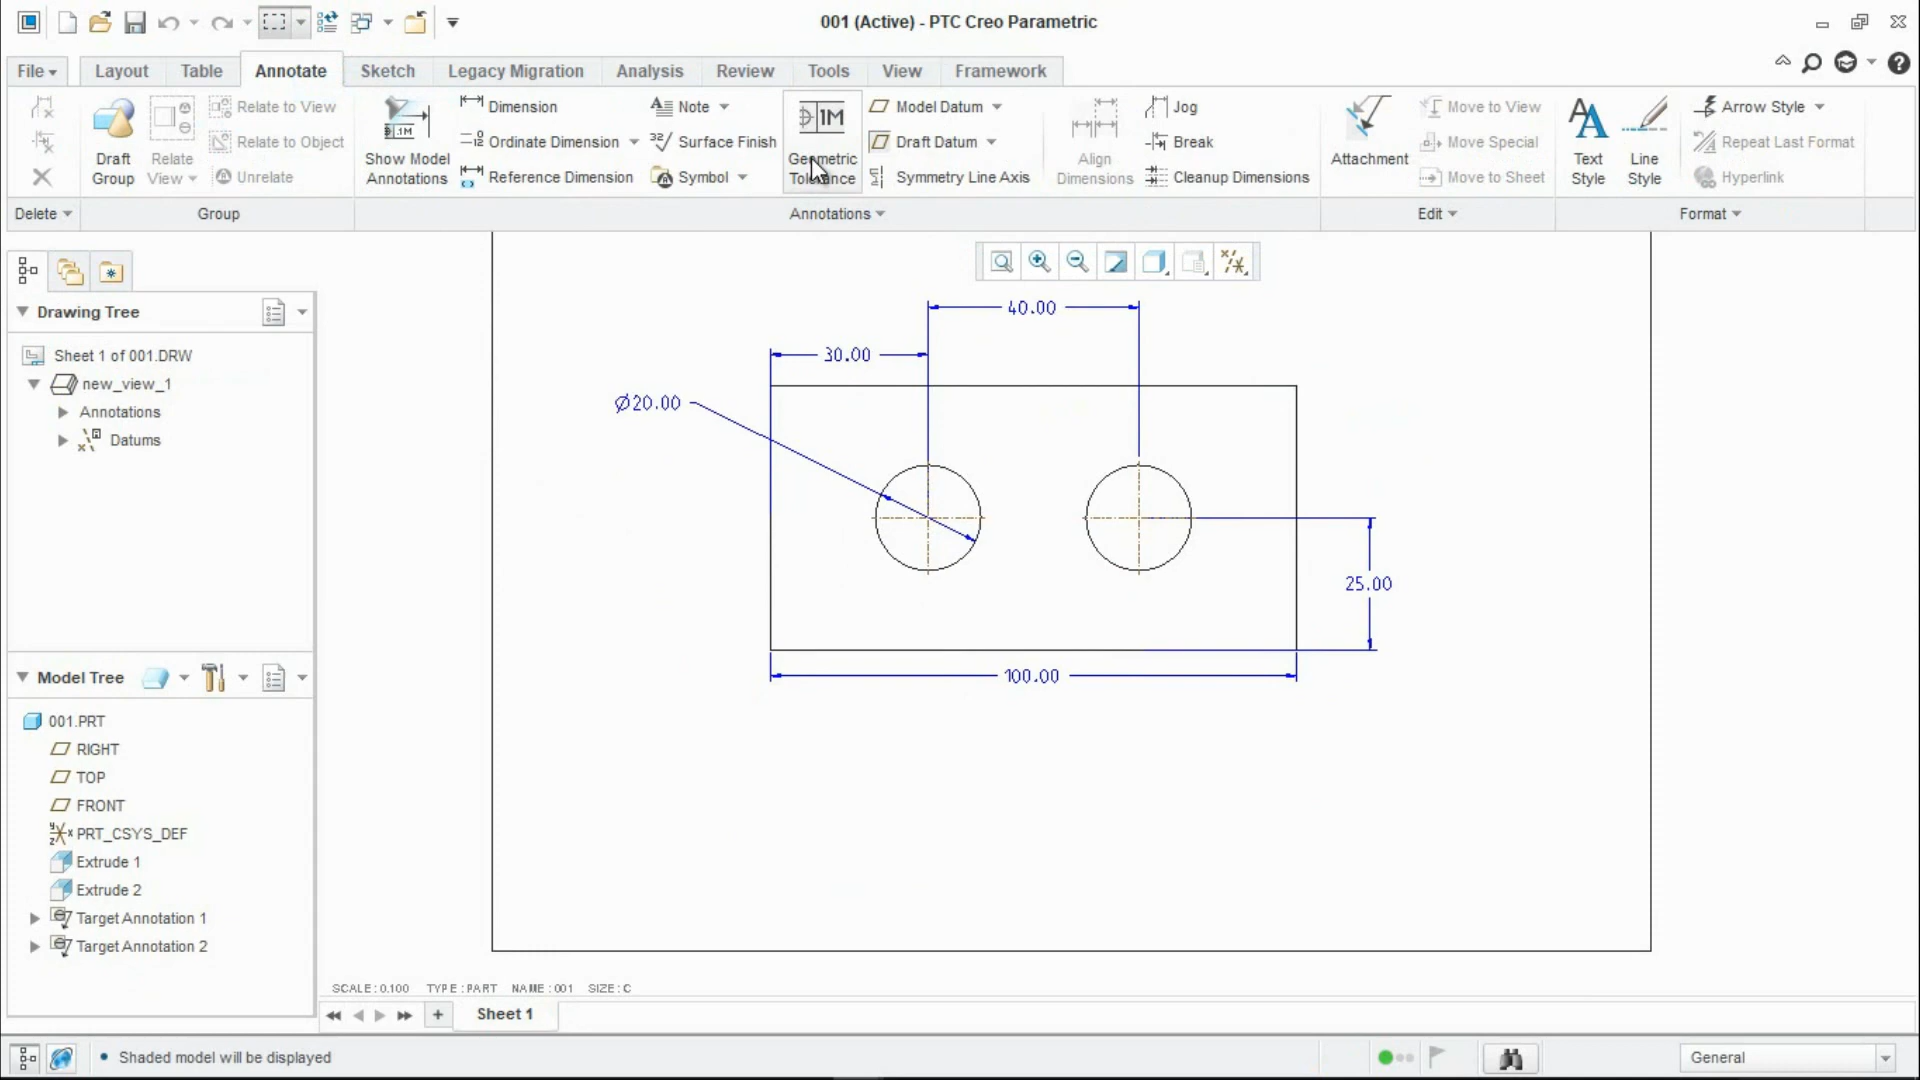 001 (Active) - PTC Creo Parametric
File Layout Table Annotate Sketch Legacy Migration Analysis Review Tools View Framework
Draft Group
Relate View
Relate to View
Relate to Object
Unrelate
Show Model Annotations
Dimension
Ordinate Dimension
Reference Dimension
Note
Surface Finish
Symbol
Geometric Tolerance
Model Datum
Draft Datum
Symmetry Line Axis
Align Dimensions
Jog
Break
Cleanup Dimensions
Attachment
Move to View
Move Special
Move to Sheet
Text Style
Line Style
Arrow Style
Repeat Last Format
Hyperlink
Delete Group Annotations Edit Format
Drawing Tree
Sheet 1 of 001.DRW
new_view_1
Annotations
Datums
Model Tree
001.PRT
RIGHT
TOP
FRONT
PRT_CSYS_DEF
Extrude 1
Extrude 2
Target Annotation 1
Target Annotation 2
40.00
30.00
Ø20.00
25.00
100.00
SCALE:0.100 TYPE:PART NAME:001 SIZE:C
Sheet 1
Shaded model will be displayed
General